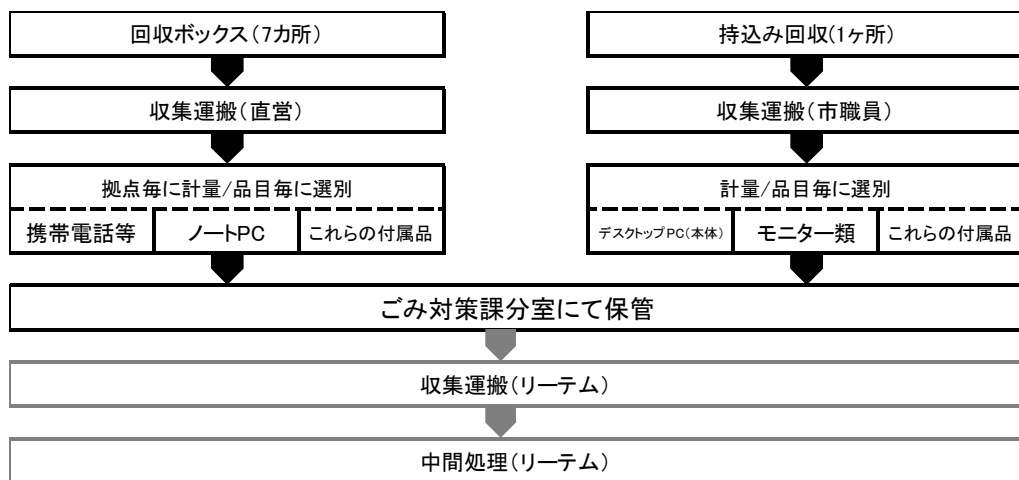 回収ボックス(7カ所)
収集運搬(直営)
拠点毎に計量/品目毎に選別
携帯電話等
ノートPC
これらの付属品
持込み回収(1ヶ所)
収集運搬(市職員)
計量/品目毎に選別
デスクトップPC(本体)
モニター類
これらの付属品
ごみ対策課分室にて保管
収集運搬(リーテム)
中間処理(リーテム)